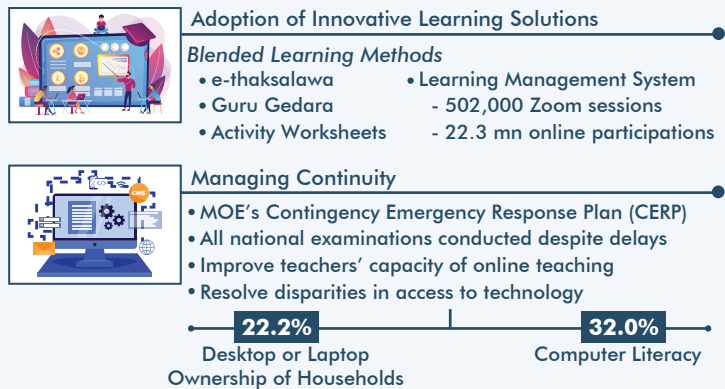 Adoption of Innovative Learning Solutions
Blended Learning Methods
• e-thaksalawa
• Guru Gedara
• Activity Worksheets
• Learning Management System
- 502,000 Zoom sessions
- 22.3 mn online participations
CMS
Managing Continuity
• MOE's Contingency Emergency Response Plan (CERP)
• All national examinations conducted despite delays
• Improve teachers' capacity of online teaching
• Resolve disparities in access to technology
22.2%
Desktop or Laptop
Ownership of Households
32.0%
Computer Literacy